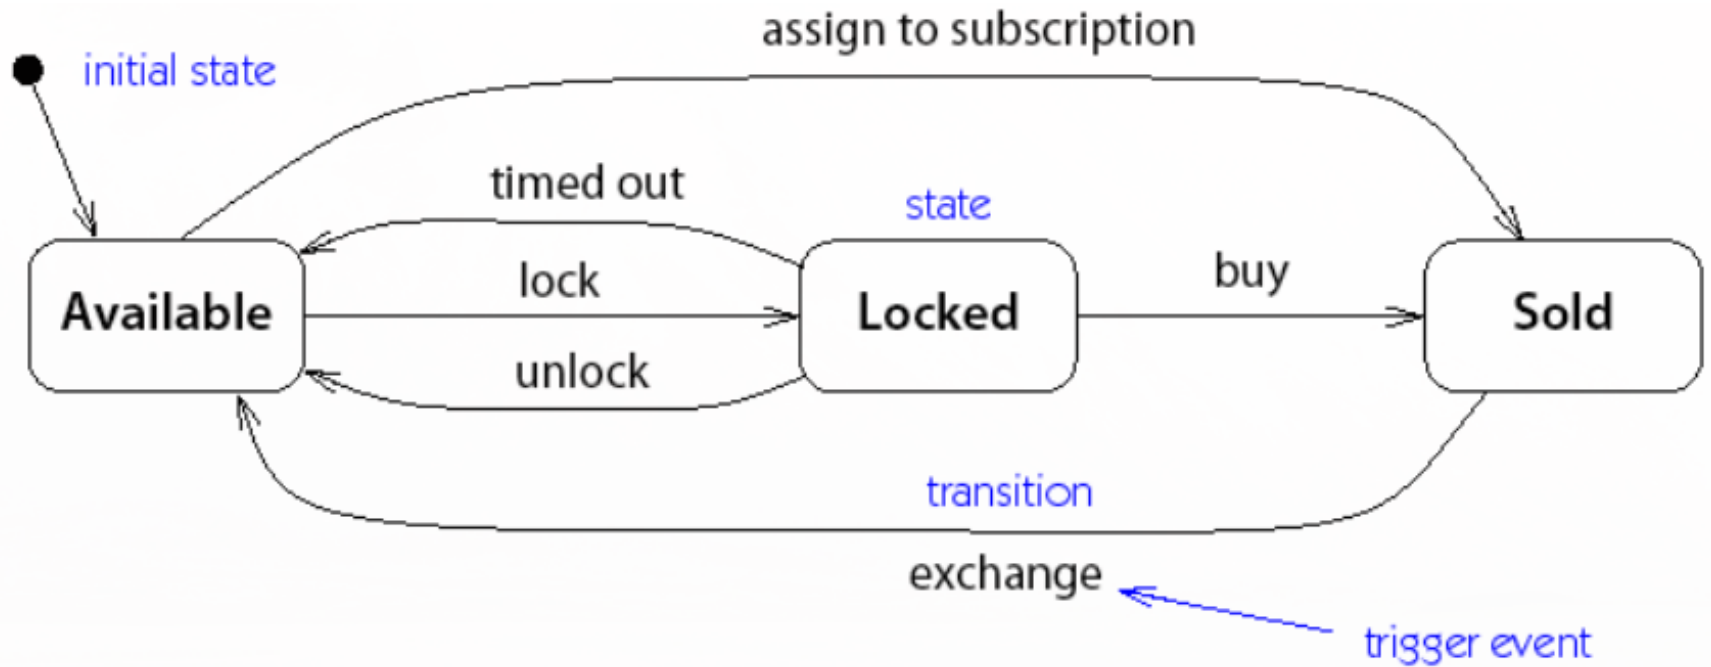 assign to subscription
initial state
timed out
state
lock
buy
Available
Locked
Sold
unlock
transition
exchange
trigger event